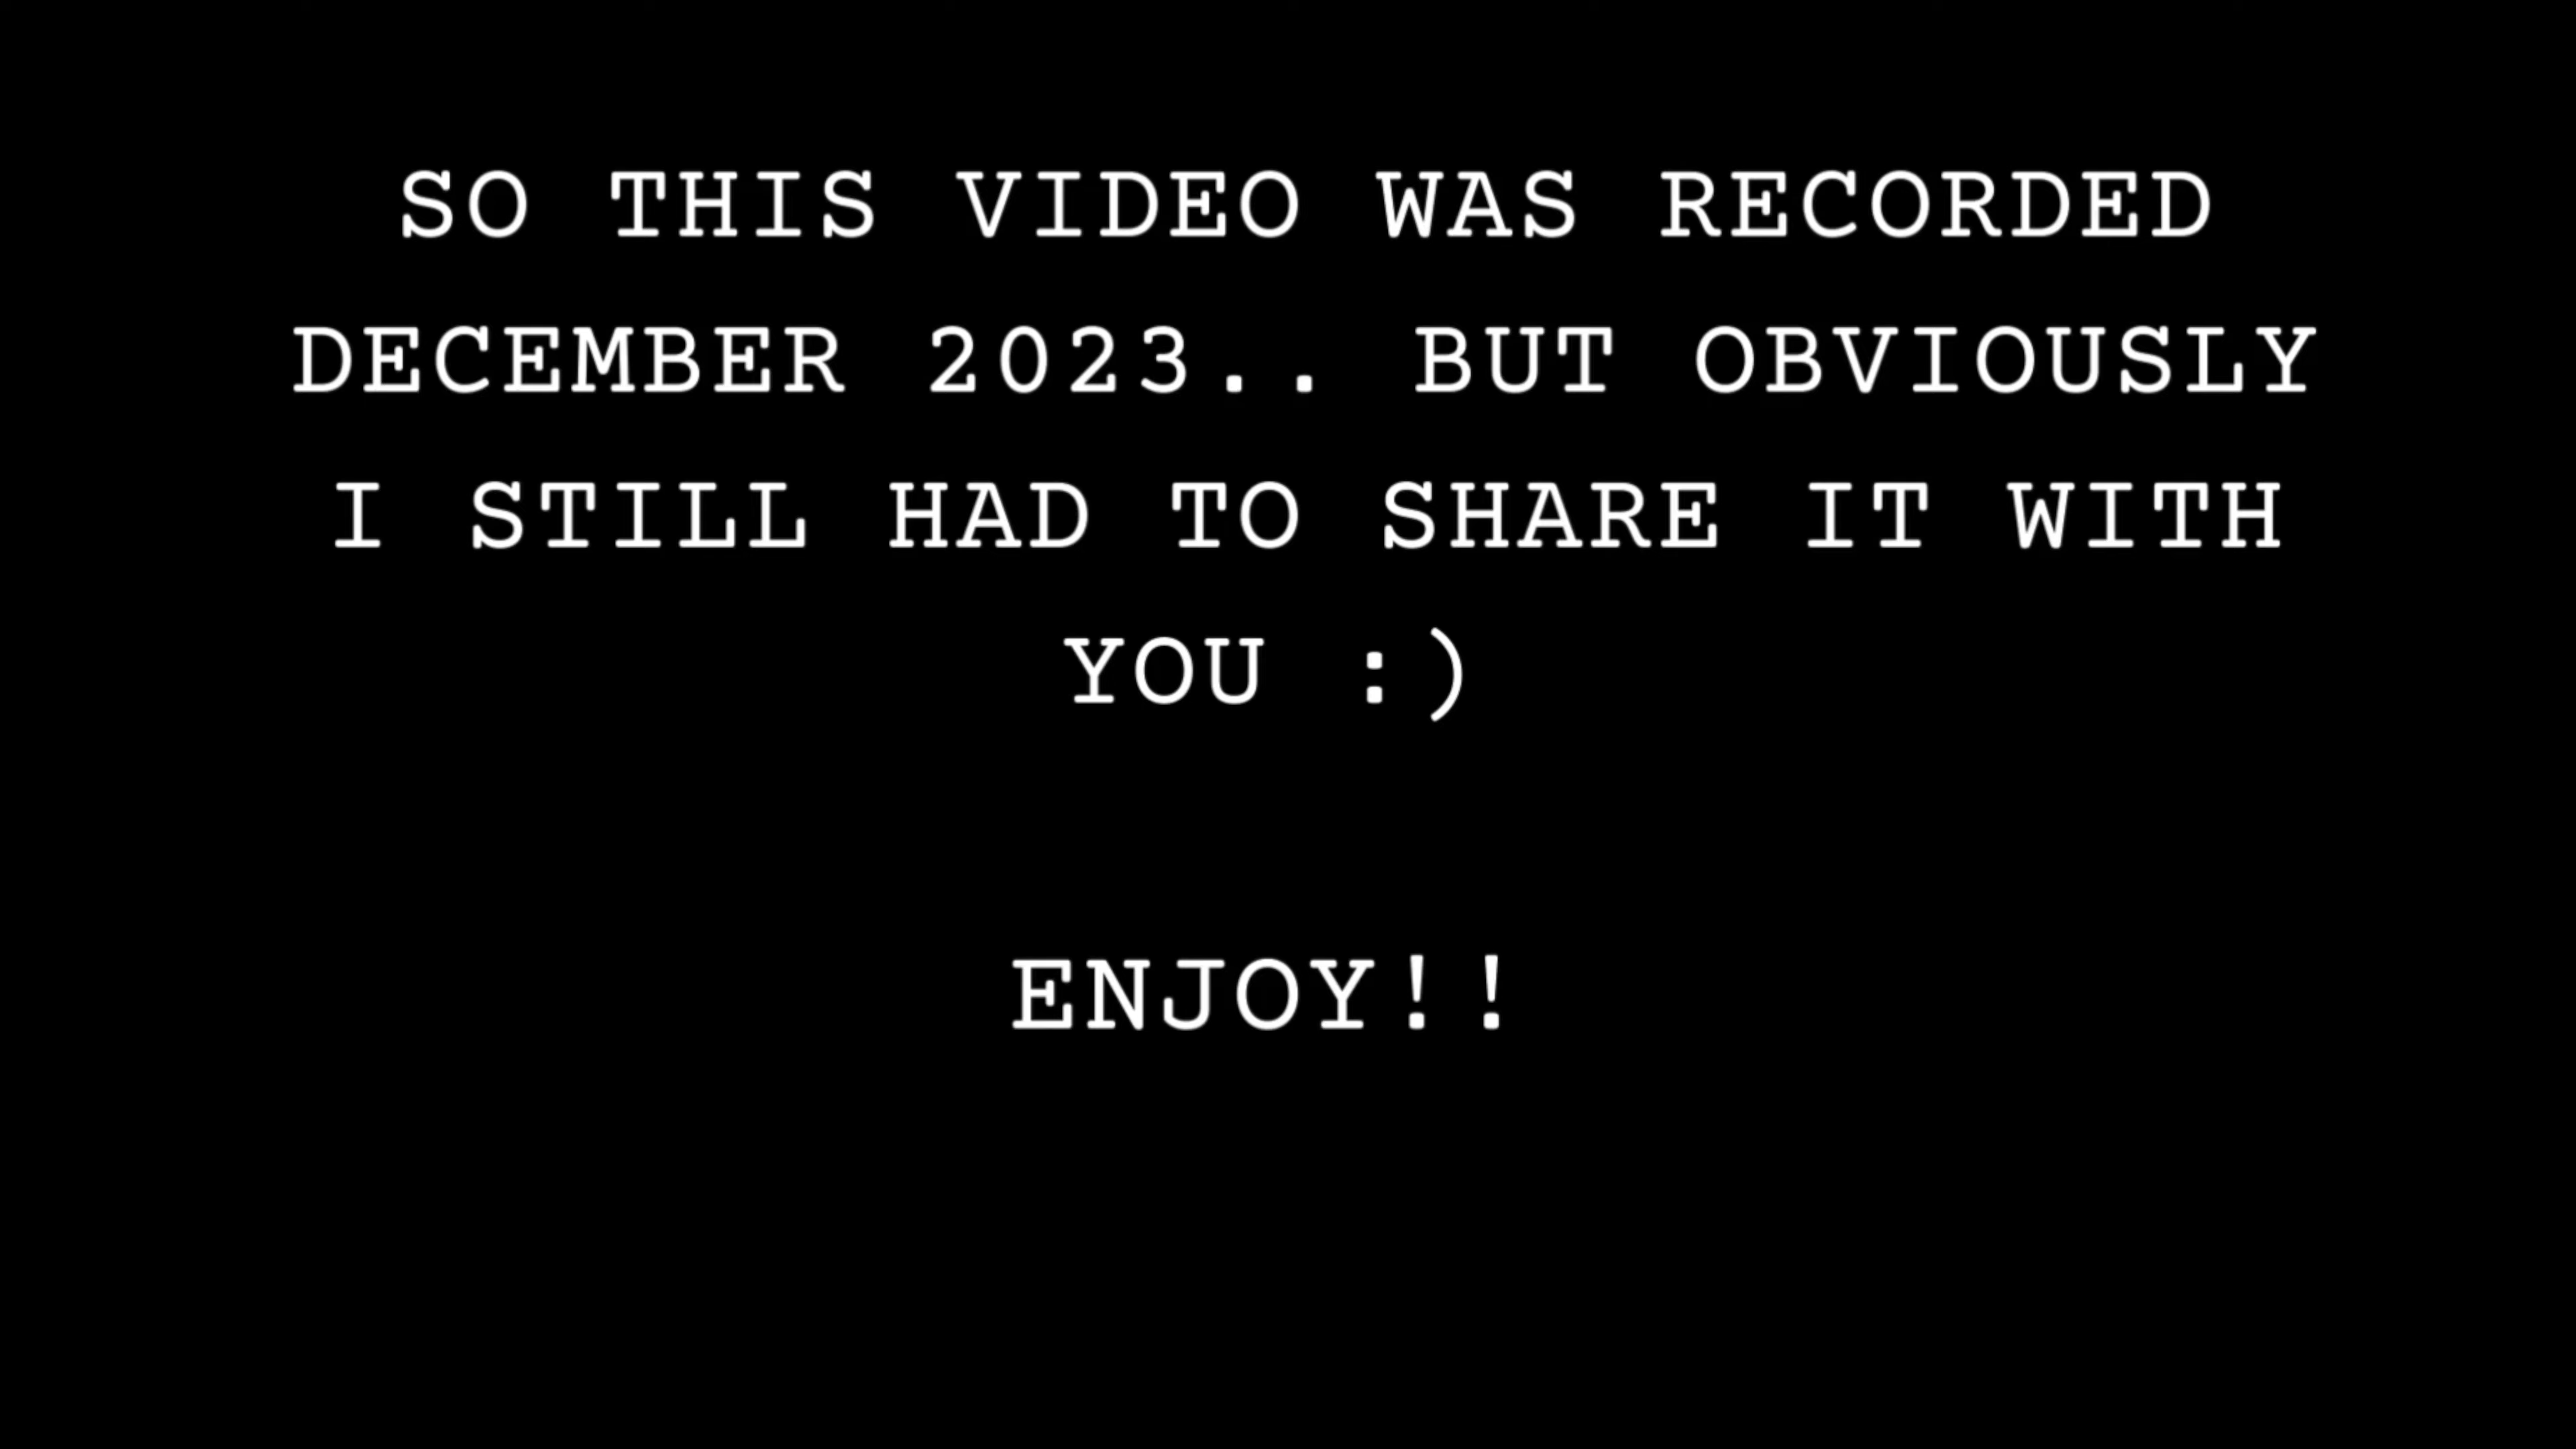 SO THIS VIDEO WAS RECORDED
DECEMBER 2023.. BUT OBVIOUSLY
I STILL HAD TO SHARE IT WITH
YOU :)
ENJOY!!